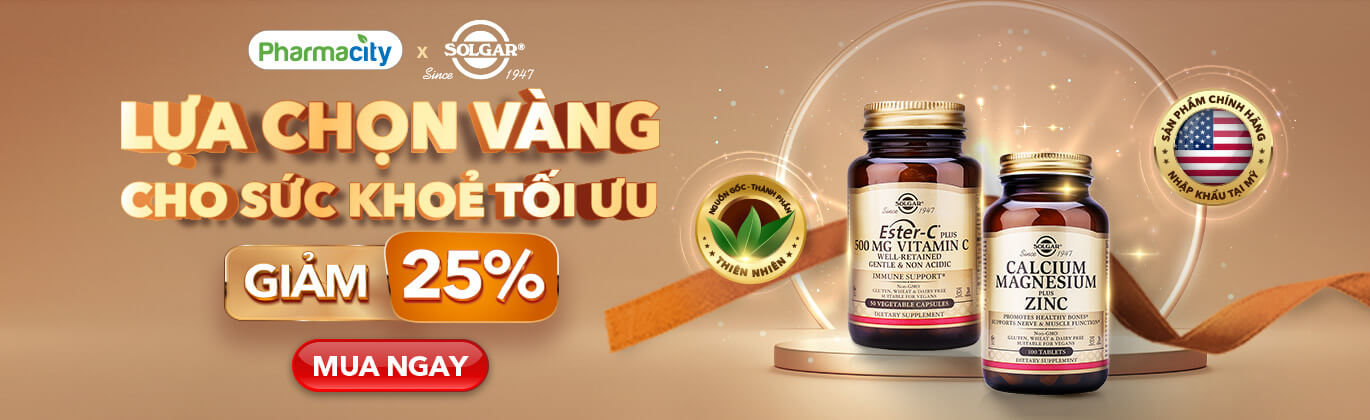 Pharmacity x SOLGAR®
Since 1947
LỰA CHỌN VÀNG
CHO SỨC KHOẺ TỐI ƯU
GIẢM 25%
MUA NGAY
NGUỒN GỐC - THÀNH PHẦN
THIÊN NHIÊN
SOLGAR
Since 1947
Ester-C® PLUS
500 MG VITAMIN C
WELL-RETAINED
GENTLE & NON ACIDIC
IMMUNE SUPPORT*
Non-GMO
GLUTEN, WHEAT & DAIRY FREE
SUITABLE FOR VEGANS
50 VEGETABLE CAPSULES
DIETARY SUPPLEMENT
SOLGAR
Since 1947
CALCIUM
MAGNESIUM
PLUS
ZINC
PROMOTES HEALTHY BONES*
SUPPORTS NERVE & MUSCLE FUNCTION*
Non-GMO
GLUTEN, WHEAT & DAIRY FREE
SUITABLE FOR VEGANS
100 TABLETS
DIETARY SUPPLEMENT
SẢN PHẨM CHÍNH HÃNG
NHẬP KHẨU TẠI MỸ